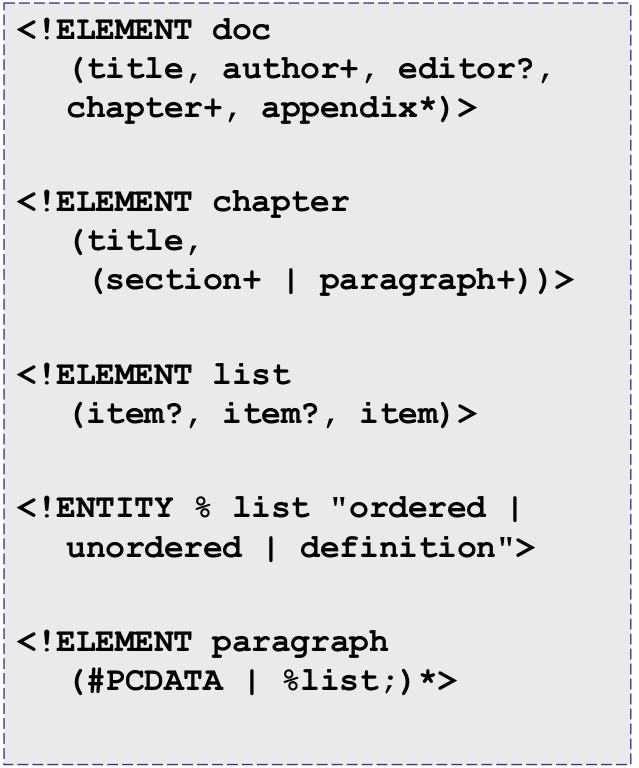 <!ELEMENT doc
(title, author+, editor?,
chapter+, appendix*)>
<!ELEMENT chapter
(title,
(section+ | paragraph+))>
<!ELEMENT list
(item?, item?, item)>
<!ENTITY % list "ordered |
unordered | definition">
<!ELEMENT paragraph
(#PCDATA | %list;)*>